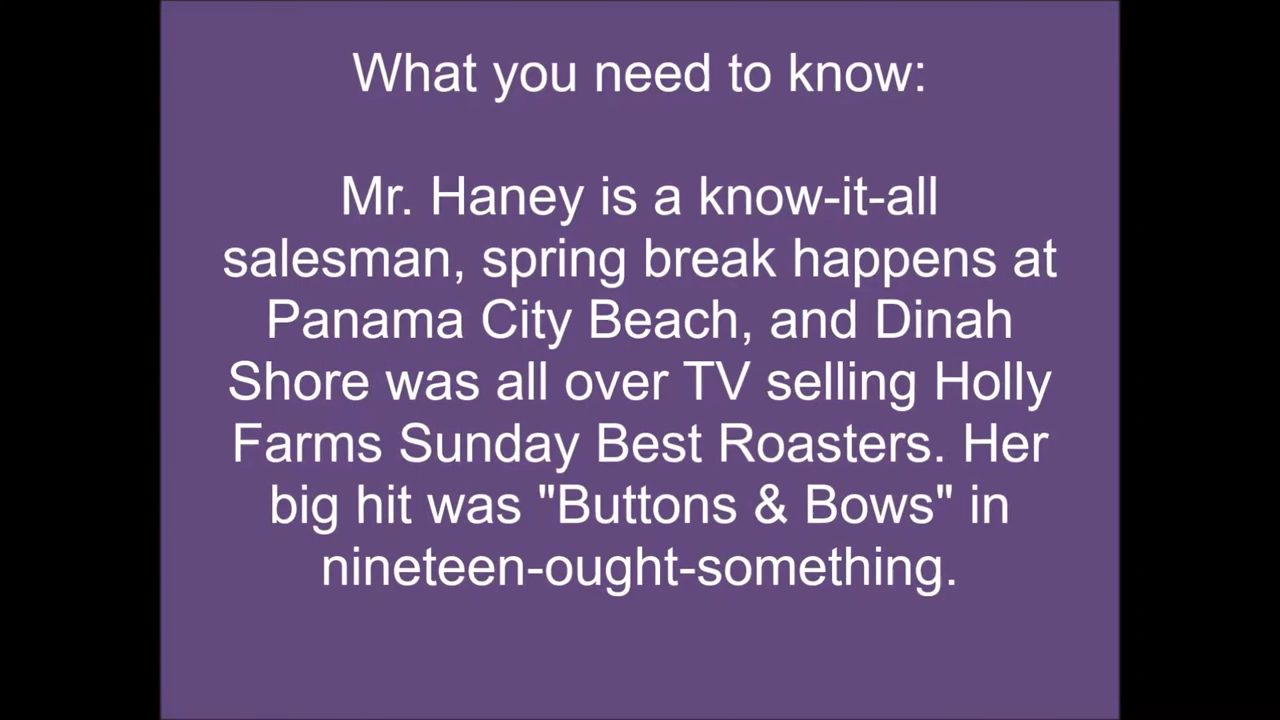 What you need to know:
Mr. Haney is a know-it-all
salesman, spring break happens at
Panama City Beach, and Dinah
Shore was all over TV selling Holly
Farms Sunday Best Roasters. Her
big hit was "Buttons & Bows" in
nineteen-ought-something.